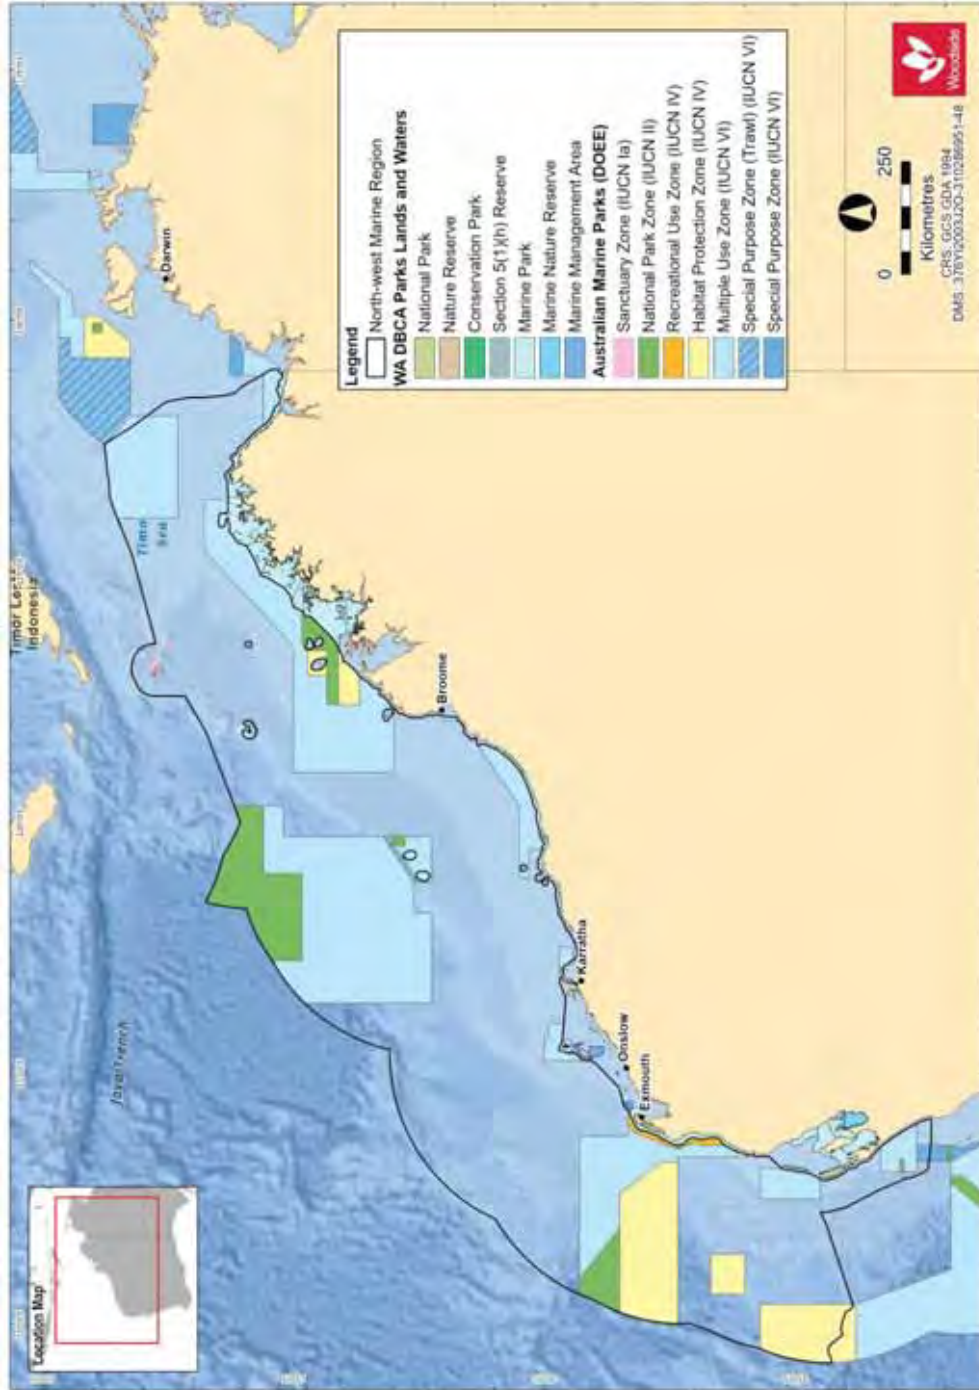 Location Map
Java Trench
Indonesia
Darwin
Broome
Karratha
Onslow
Exmouth
Legend
North-west Marine Region
WA DBCA Parks Lands and Waters
National Park
Nature Reserve
Conservation Park
Section 5(1)(h) Reserve
Marine Park
Marine Nature Reserve
Marine Management Area
Australian Marine Parks (DOEE)
Sanctuary Zone (IUCN Ia)
National Park Zone (IUCN II)
Recreational Use Zone (IUCN IV)
Habitat Protection Zone (IUCN IV)
Multiple Use Zone (IUCN VI)
Special Purpose Zone (Trawl) (IUCN VI)
Special Purpose Zone (IUCN VI)
0 250
Kilometres
CRS: GCS GDA 1994
Woodside